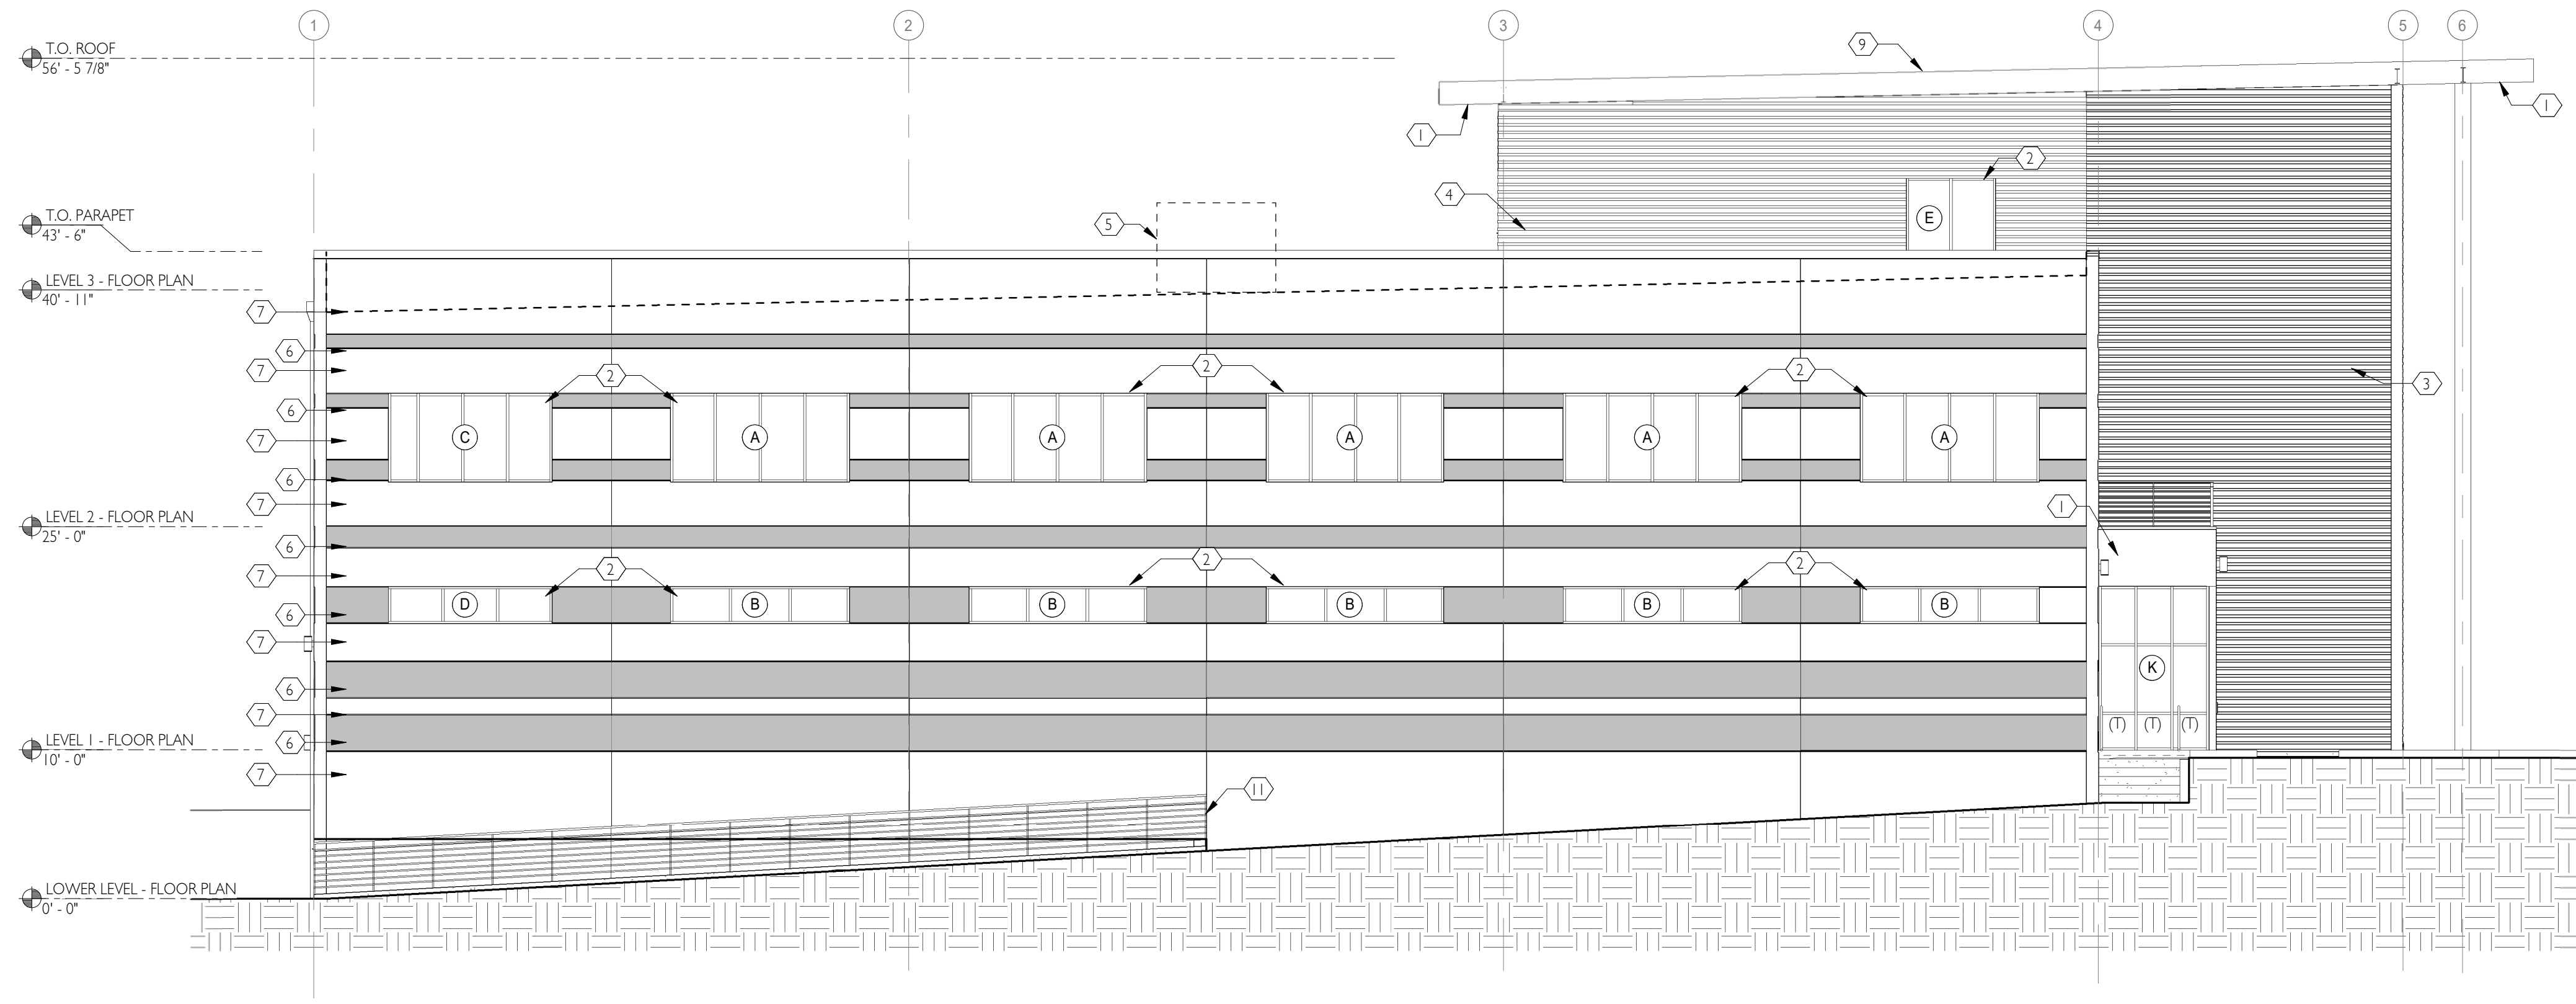 1 2 3 4 5 6
T.O. ROOF
56' - 5 7/8"
9
1 1
2
4
E
T.O. PARAPET
43' - 6"
5
LEVEL 3 - FLOOR PLAN
40' - 11"
7
6
7
2 2 2
3
6
C A A A A A
7
6
7
1
LEVEL 2 - FLOOR PLAN
25' - 0"
6
7
2 2 2
D B B B B B
6
7
K
6
7
(T) (T) (T)
LEVEL 1 - FLOOR PLAN
10' - 0"
6
7
11
LOWER LEVEL - FLOOR PLAN
0' - 0"